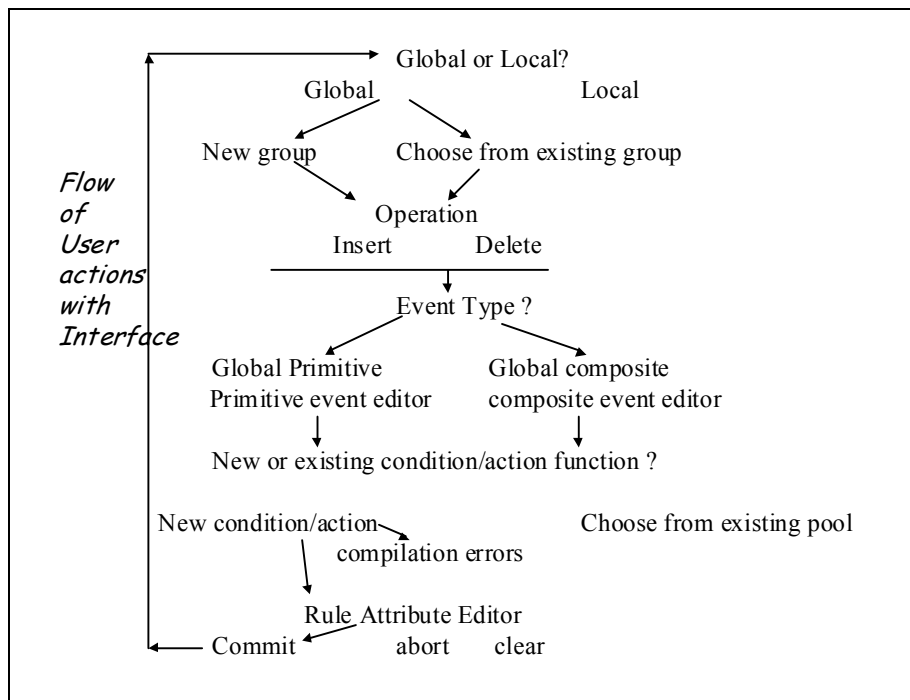 Global or Local?
Global Local
New group Choose from existing group
Flow
of
User
actions
with
Interface
Operation
Insert Delete
Event Type ?
Global Primitive Global composite
Primitive event editor composite event editor
New or existing condition/action function ?
New condition/action Choose from existing pool
compilation errors
Rule Attribute Editor
Commit abort clear